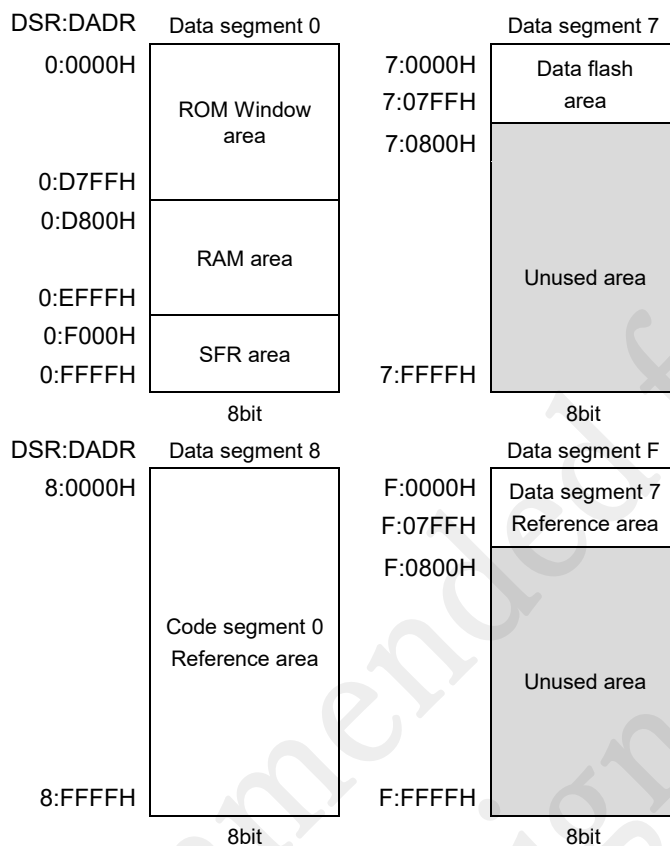 DSR:DADR Data segment 0
0:0000H
ROM Window
area
0:D7FFH
0:D800H
RAM area
0:EFFFH
0:F000H
SFR area
0:FFFFH
8bit
Data segment 7
7:0000H
Data flash
7:07FFH
area
7:0800H
Unused area
7:FFFFH
8bit
DSR:DADR Data segment 8
8:0000H
Code segment 0
Reference area
8:FFFFH
8bit
Data segment F
F:0000H
Data segment 7
F:07FFH
Reference area
F:0800H
Unused area
F:FFFFH
8bit